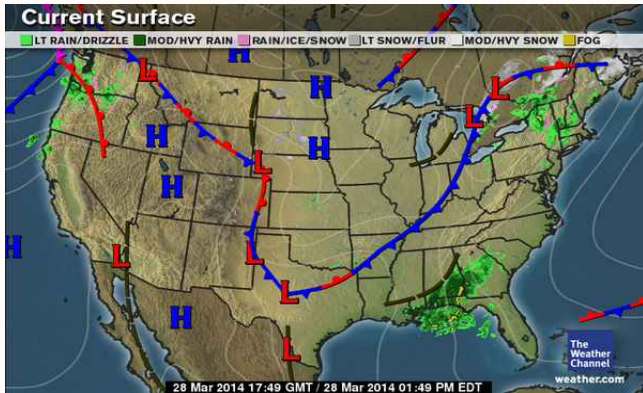 Current Surface
LT RAIN/DRIZZLE MOD/HVY RAIN RAIN/ICE/SNOW LT SNOW/FLUR MOD/HVY SNOW FOG
L
H
H
L
L
H
H
L
H
L
H
L
L
H
L
L
L
The
Weather
Channel
weather.com
28 Mar 2014 17:49 GMT / 28 Mar 2014 01:49 PM EDT